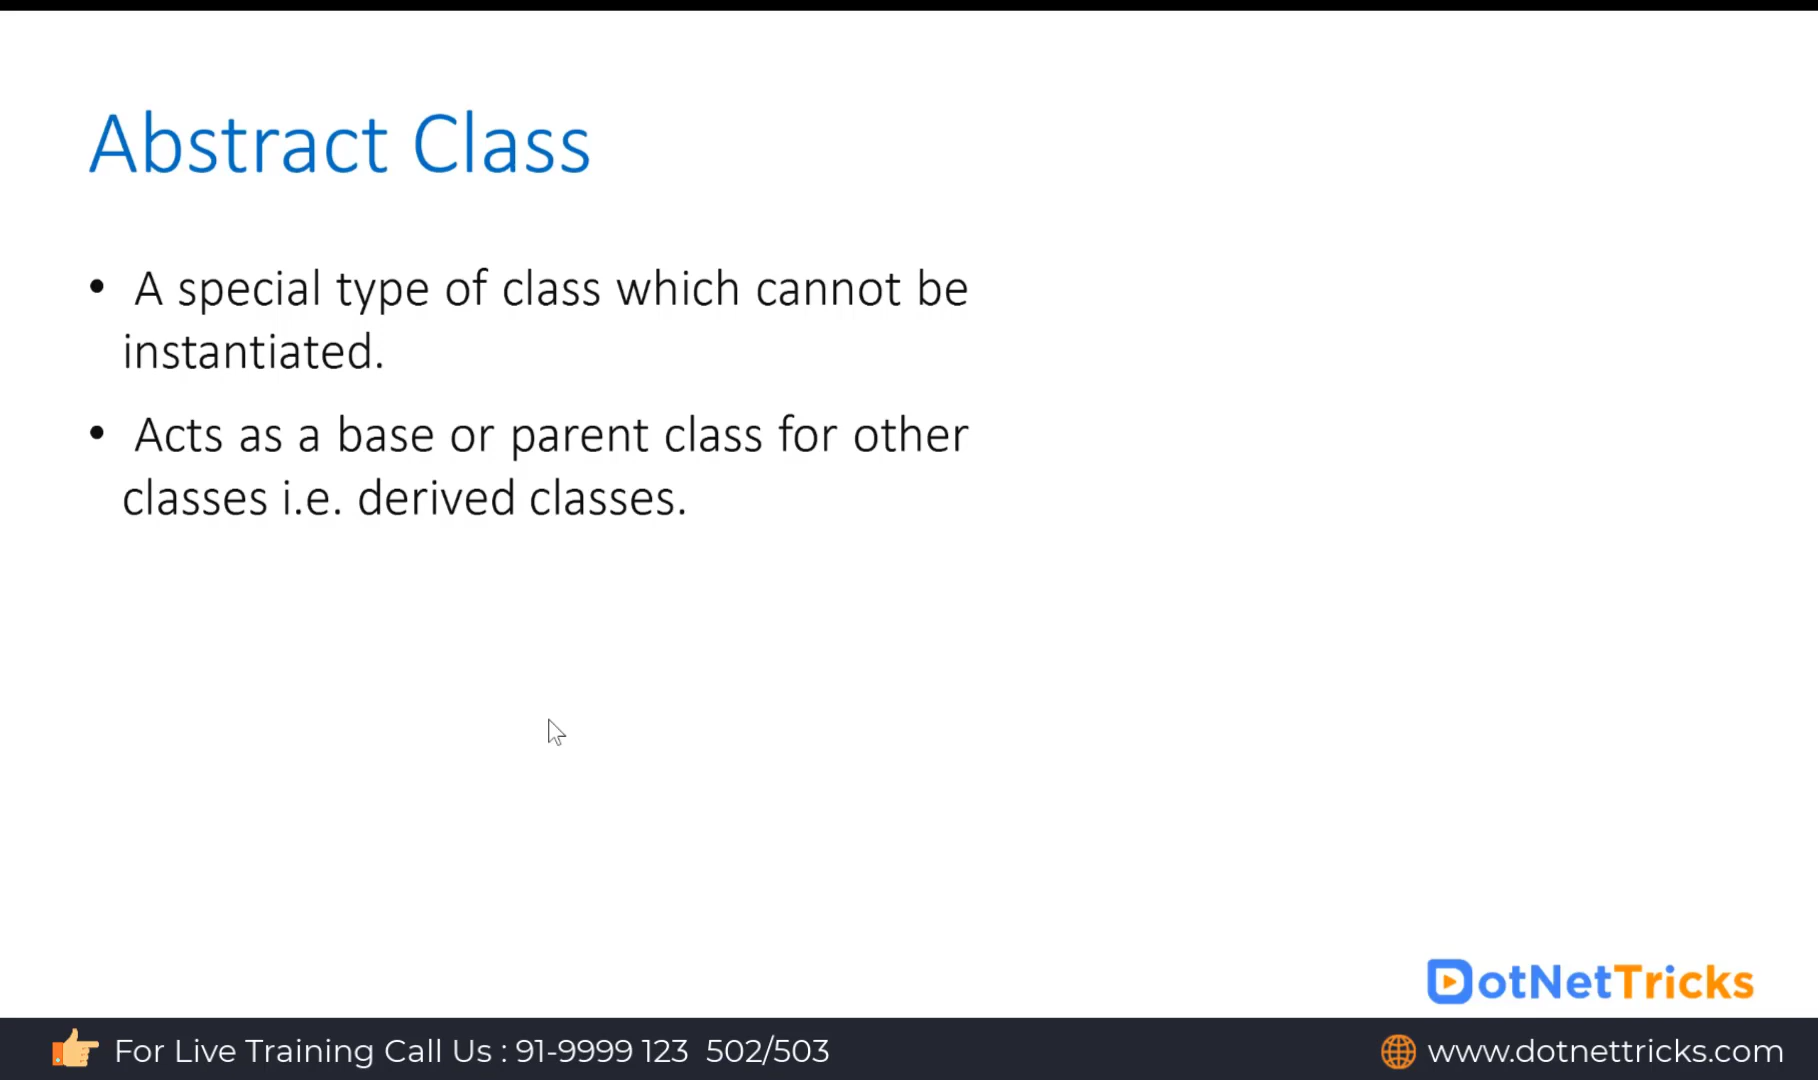 Abstract Class
• A special type of class which cannot be
instantiated.
• Acts as a base or parent class for other
classes i.e. derived classes.
DotNetTricks
For Live Training Call Us : 91-9999 123  502/503
www.dotnettricks.com